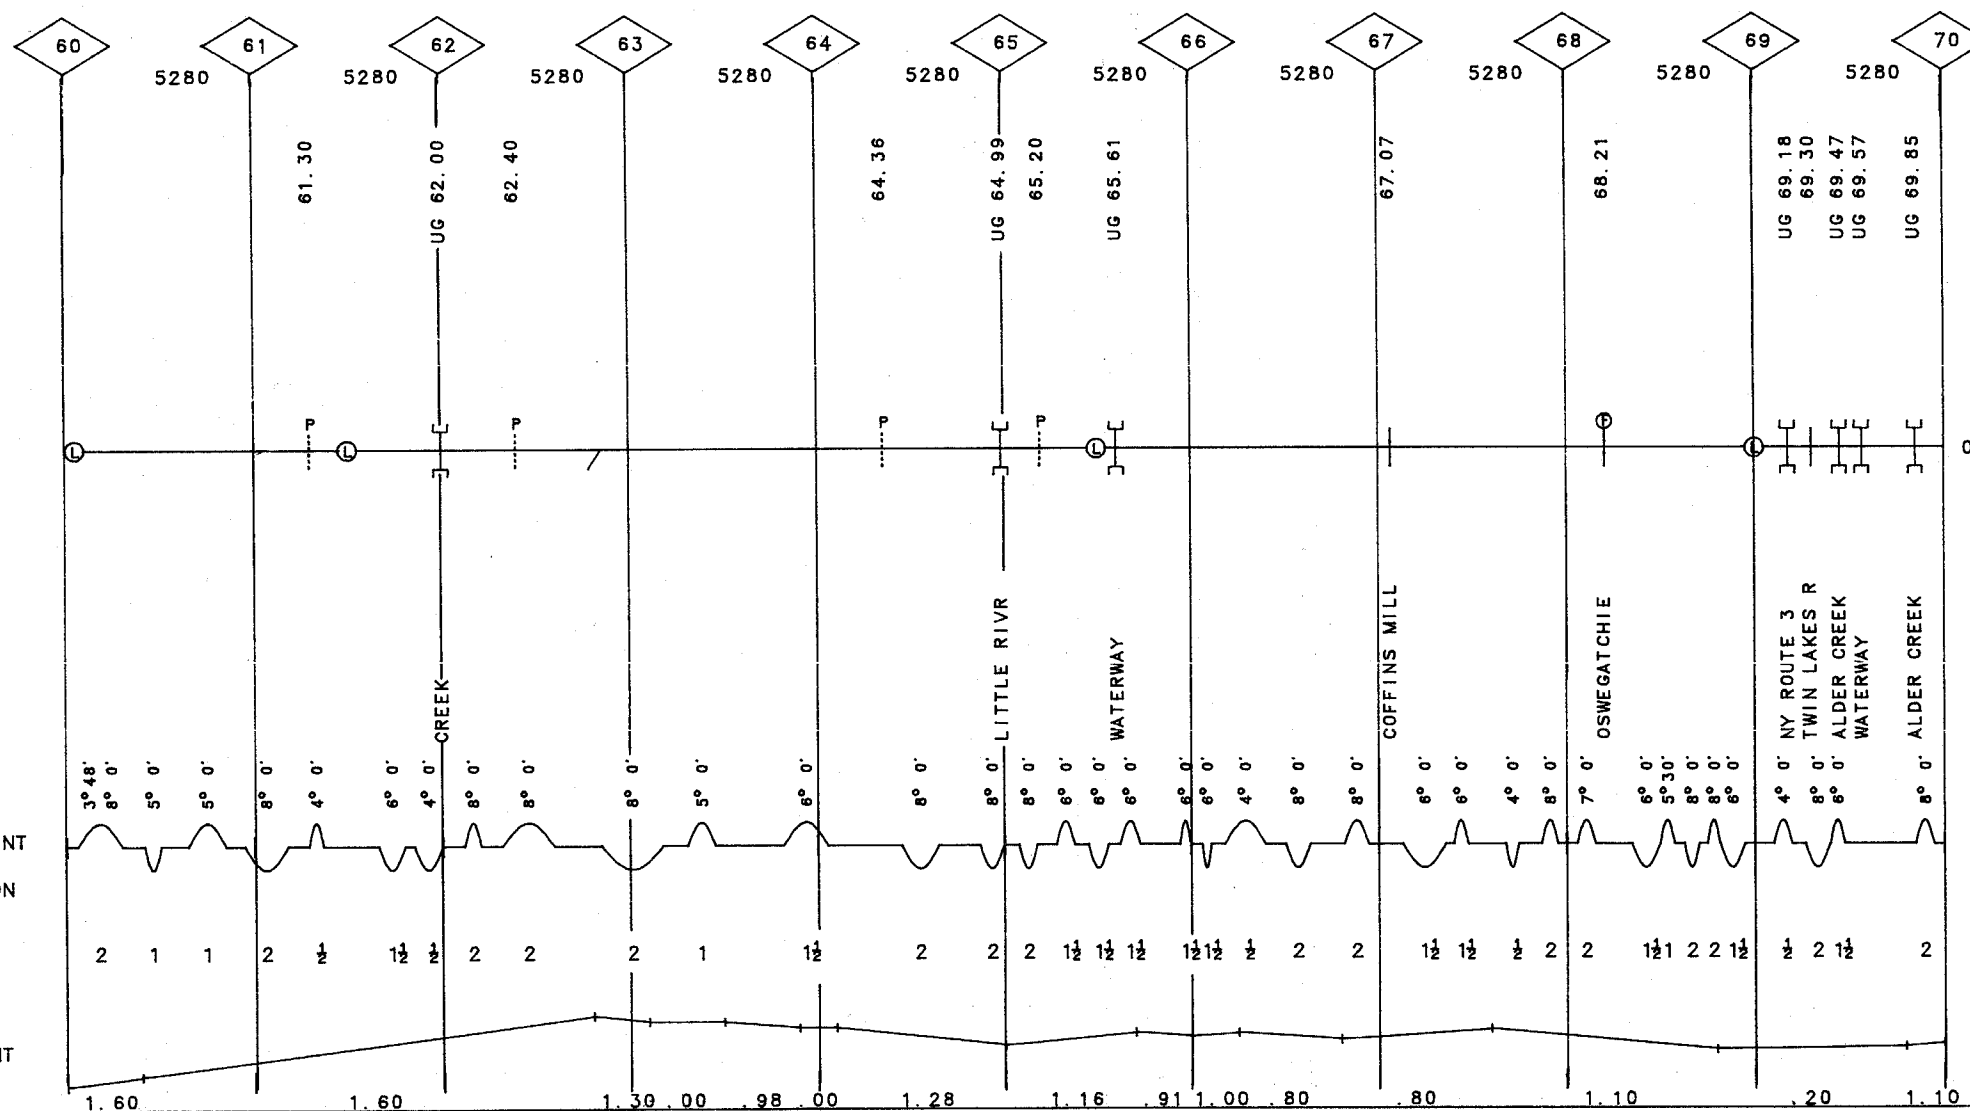 60 61 62 63 64 65 66 67 68 69 70
5280 5280 5280 5280 5280 5280 5280 5280 5280 5280
61.30
UG 62.00
62.40
64.36
UG 64.99
65.20
UG 65.61
67.07
68.21
UG 69.18
69.30
UG 69.47
UG 69.57
UG 69.85
L P L P P L F L
CREEK
LITTLE RIVR
WATERWAY
COFFINS MILL
OSWEGATCHIE
NY ROUTE 3
TWIN LAKES R
ALDER CREEK
WATERWAY
ALDER CREEK
3° 48' 8° 0' 5° 0' 5° 0' 8° 0' 4° 0' 6° 0' 4° 0' 8° 0' 8° 0' 8° 0' 5° 0' 6° 0' 8° 0' 8° 0' 8° 0' 6° 0' 6° 0' 6° 0' 6° 0' 6° 0' 4° 0' 8° 0' 8° 0' 6° 0' 6° 0' 4° 0' 8° 0' 7° 0' 6° 0' 5° 30' 8° 0' 8° 0' 6° 0' 4° 0' 8° 0' 6° 0' 8° 0'
NT
N
2 1 1 2 ½ 1½ ½ 2 2 2 1 1½ 2 2 2 1½ 1½ 1½ 1½ 1½ ½ 2 2 1½ 1½ ½ 2 2 1½ 1 2 2 1½ ½ 2 1½ 2
NT
1.60 1.60 1.30 .00 .98 .00 1.28 1.16 .91 1.00 .80 .80 1.10 .20 1.10